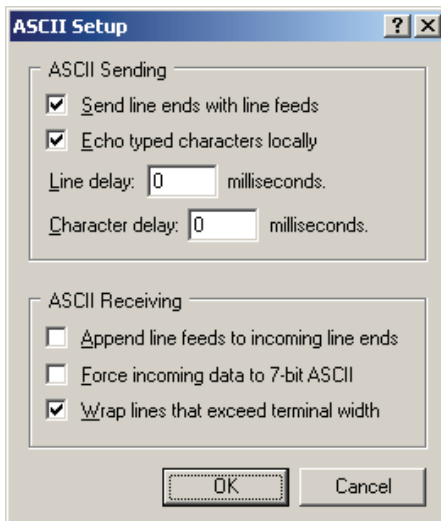 ASCII Setup
ASCII Sending
Send line ends with line feeds
Echo typed characters locally
Line delay: 0 milliseconds.
Character delay: 0 milliseconds.
ASCII Receiving
Append line feeds to incoming line ends
Force incoming data to 7-bit ASCII
Wrap lines that exceed terminal width
OK Cancel